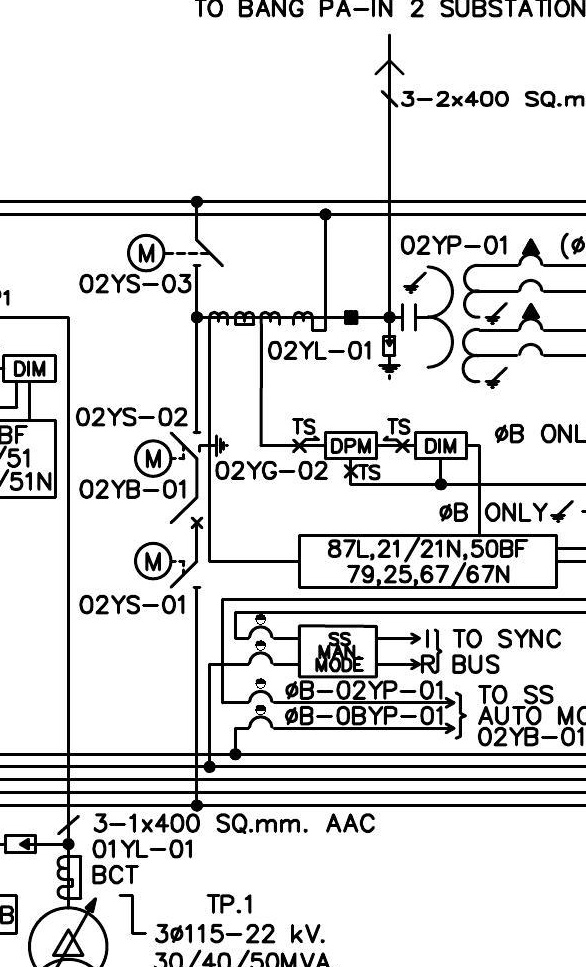 TO BANG PA-IN 2 SUBSTATION
3-2x400 SQ.m
02YP-01 (ø
M
02YS-03
P1
02YL-01
DIM
02YS-02
TS TS
DPM DIM
øB ONL
BF
/51
/51N
M
02YG-02
TS
02YB-01
øB ONLY
87L,21/21N,50BF
79,25,67/67N
M
02YS-01
SS
MAN.
MODE
I
R
TO SYNC
BUS
øB-02YP-01
øB-0BYP-01
TO SS
AUTO MO
02YB-01
3-1x400 SQ.mm. AAC
01YL-01
BCT
B
TP.1
3ø115-22 kV.
30/40/50MVA